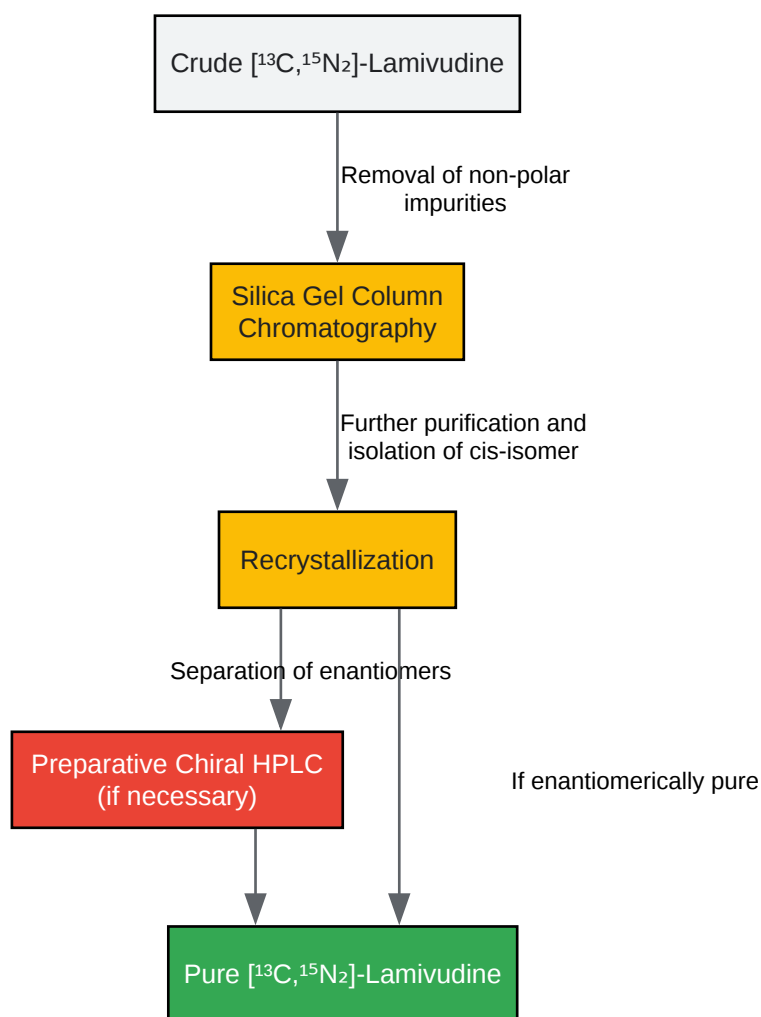 Crude [¹³C,¹⁵N₂]-Lamivudine
Removal of non-polar
impurities
Silica Gel Column
Chromatography
Further purification and
isolation of cis-isomer
Recrystallization
Separation of enantiomers
Preparative Chiral HPLC
(if necessary)
If enantiomerically pure
Pure [¹³C,¹⁵N₂]-Lamivudine